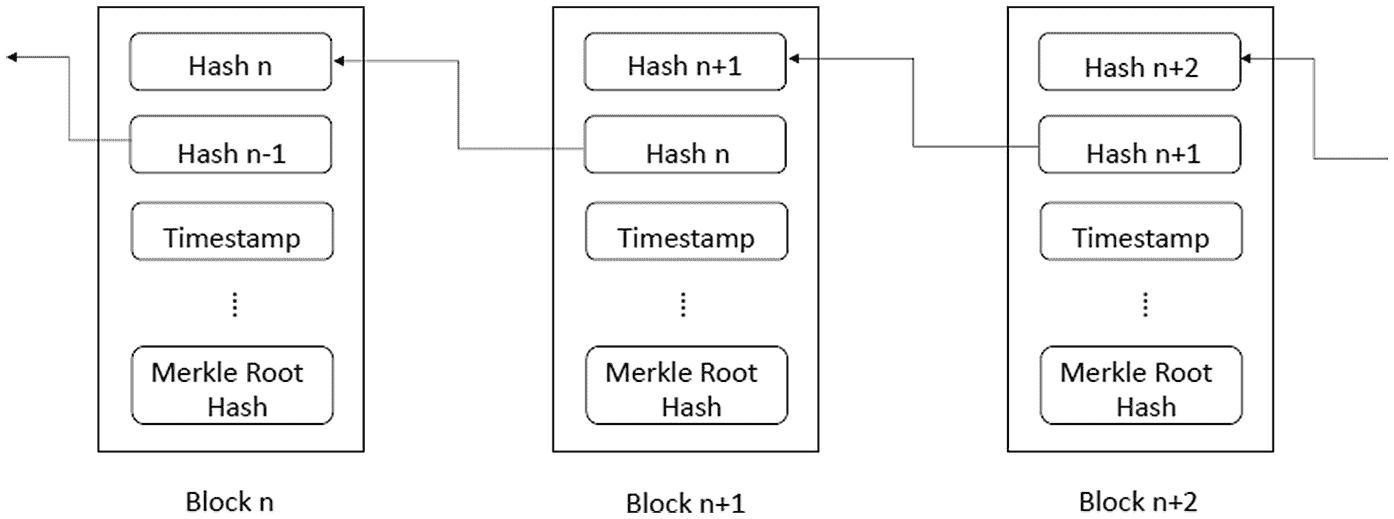 Hash n
Hash n-1
Timestamp
Merkle Root
Hash
Block n
Hash n+1
Hash n
Timestamp
Merkle Root
Hash
Block n+1
Hash n+2
Hash n+1
Timestamp
Merkle Root
Hash
Block n+2